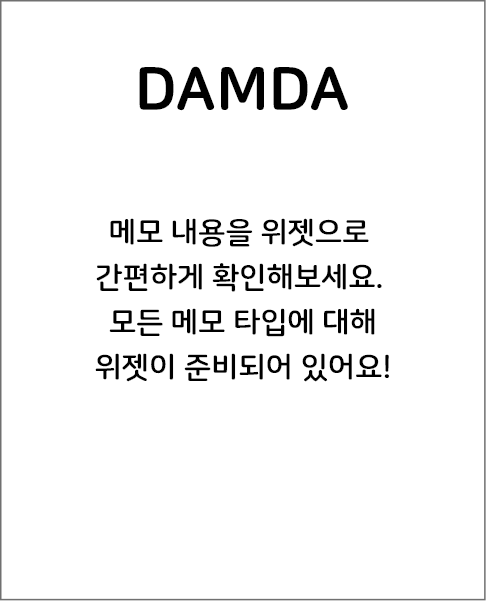 DAMDA
메모 내용을 위젯으로
간편하게 확인해보세요.
모든 메모 타입에 대해
위젯이 준비되어 있어요!